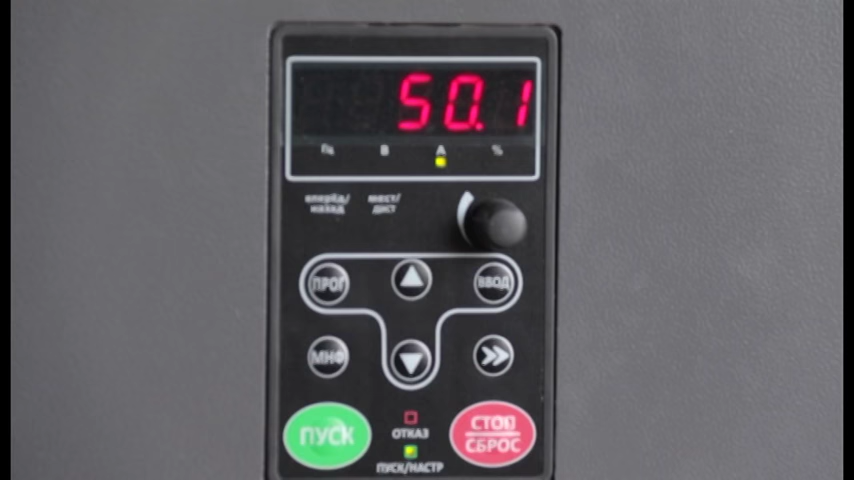 50.1
Гц В А %
вперёд/ мест/
назад дист
ПРОГ ВВОД
МНФ
ПУСК СТОП
СБРОС
ОТКАЗ
ПУСК/НАСТР